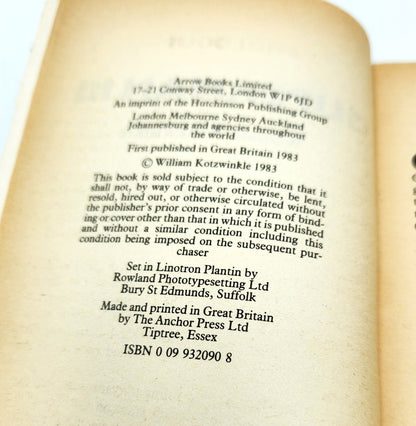 Arrow Books Limited
17–21 Conway Street, London W1P 6JD
An imprint of the Hutchinson Publishing Group
London Melbourne Sydney Auckland
Johannesburg and agencies throughout
the world
First published in Great Britain 1983
© William Kotzwinkle 1983
This book is sold subject to the condition that it
shall not, by way of trade or otherwise, be lent,
resold, hired out, or otherwise circulated without
the publisher's prior consent in any form of bind-
ing or cover other than that in which it is published
and without a similar condition including this
condition being imposed on the subsequent pur-
chaser
Set in Linotron Plantin by
Rowland Phototypesetting Ltd
Bury St Edmunds, Suffolk
Made and printed in Great Britain
by The Anchor Press Ltd
Tiptree, Essex
ISBN 0 09 932090 8